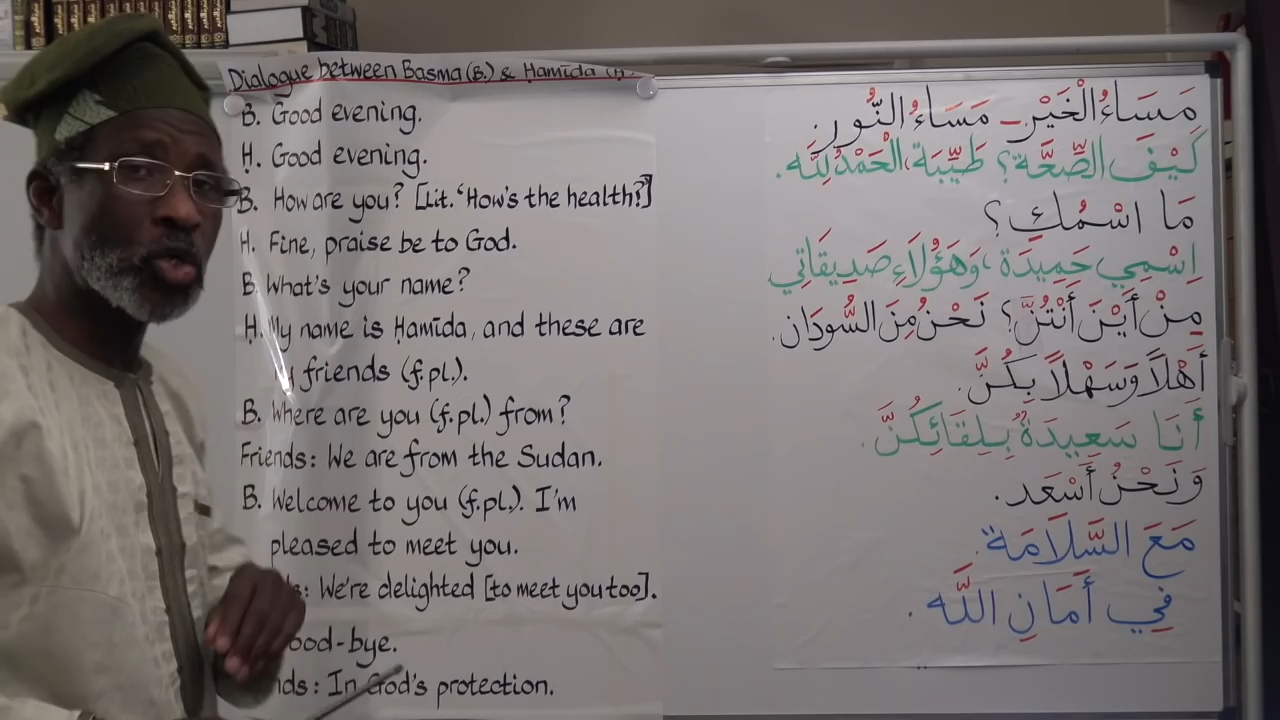 Dialogue between Basma (B.) & Ḥamīda (H.
B. Good evening.
H. Good evening.
B. How are you? [Lit. 'How's the health?']
H. Fine, praise be to God.
B. What's your name?
H. My name is Ḥamīda, and these are
friends (f.pl.).
B. Where are you (f.pl.) from?
Friends: We are from the Sudan.
B. Welcome to you (f.pl.). I'm
pleased to meet you.
We're delighted [to meet you too].
ood-bye.
nds: In God's protection.
مَسَاءُ الْخَيْرِ – مَسَاءُ النُّورِ.
كَيْفَ الصِّحَّة؟ طَيِّبَة، الْحَمْدُ لِلَّه.
مَا اسْمُكِ؟
اِسْمِي حَمِيدَة، وَهَؤُلَاءِ صَدِيقَاتِي
مِنْ أَيْنَ أَنْتُنَّ؟ نَحْنُ مِنَ السُّودَان.
أَهْلاً وَسَهْلاً بِكُنَّ.
أَنَا سَعِيدَةٌ بِلِقَائِكُنَّ.
وَنَحْنُ أَسْعَد.
مَعَ السَّلَامَة.
فِي أَمَانِ اللَّه.